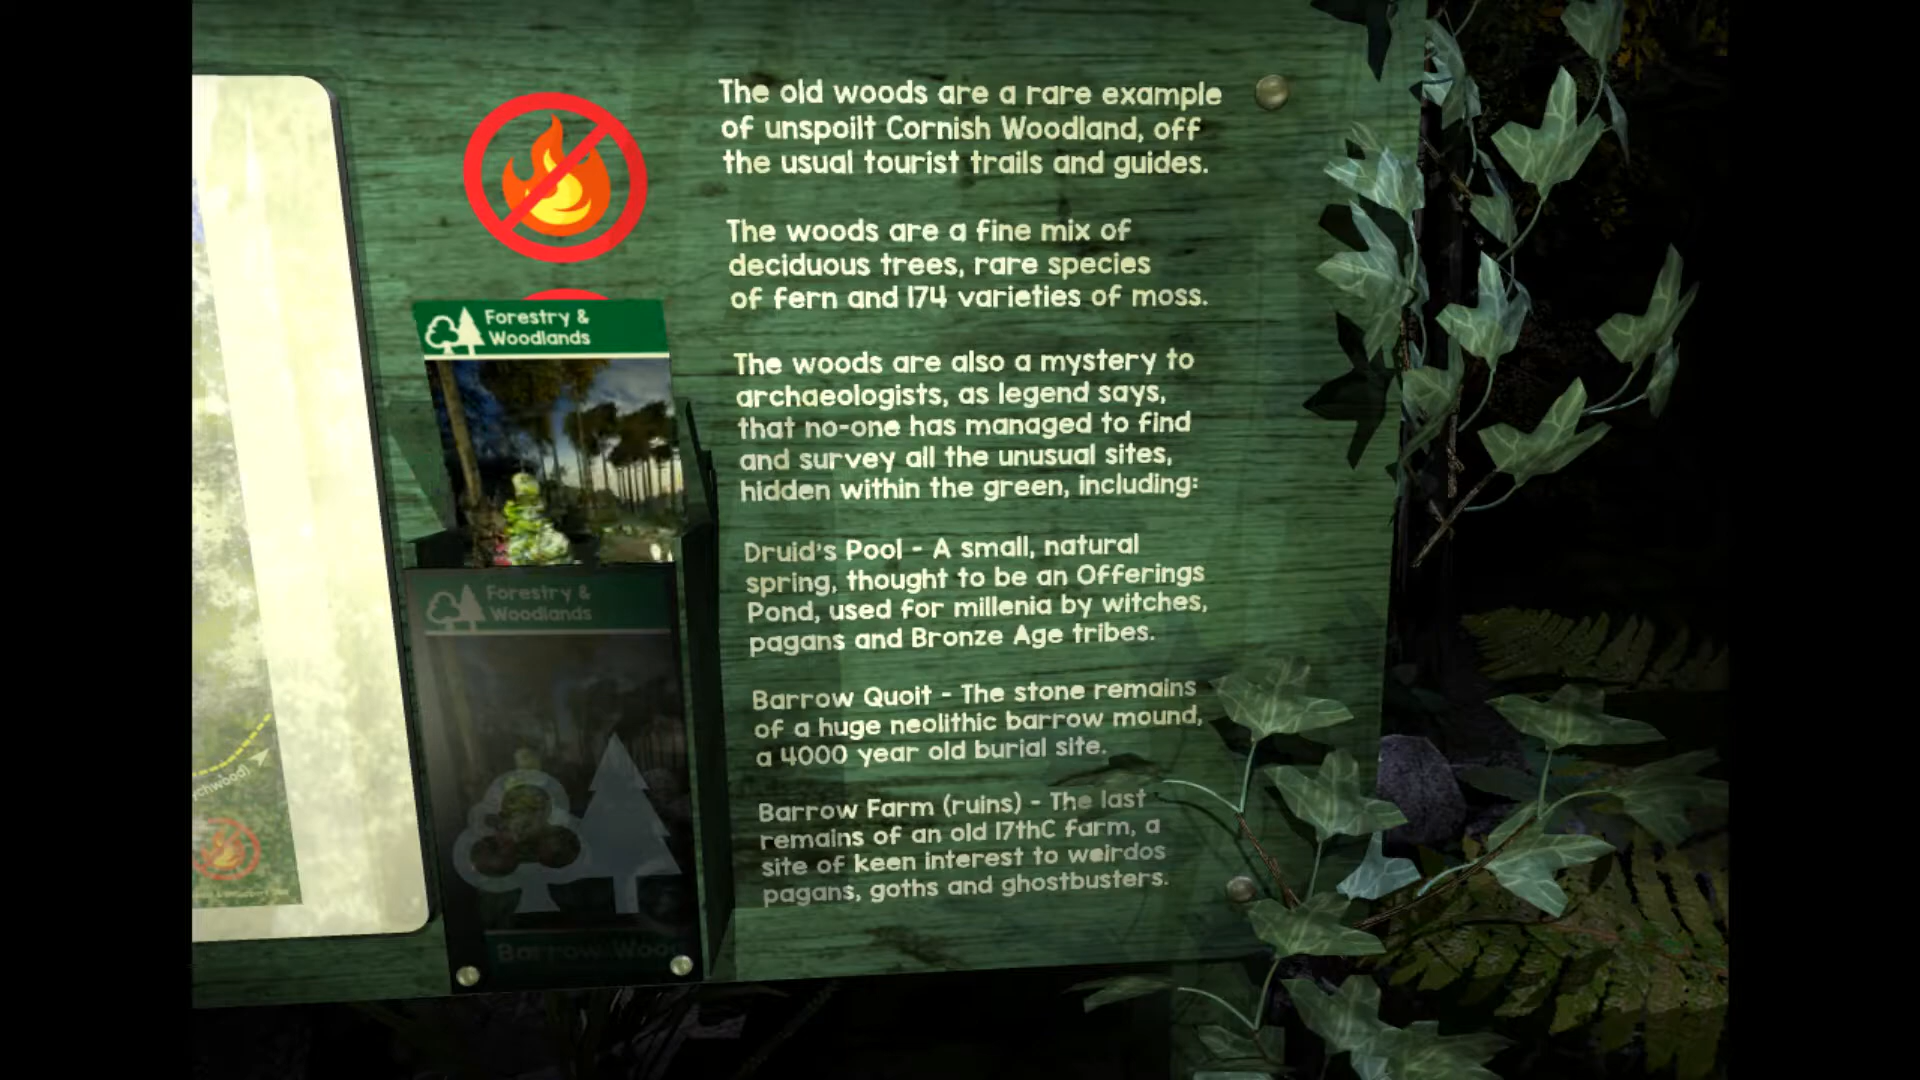 The old woods are a rare example
of unspoilt Cornish Woodland, off
the usual tourist trails and guides.
The woods are a fine mix of
deciduous trees, rare species
of fern and 174 varieties of moss.
The woods are also a mystery to
archaeologists, as legend says,
that no-one has managed to find
and survey all the unusual sites,
hidden within the green, including:
Druid's Pool - A small, natural
spring, thought to be an Offerings
Pond, used for millenia by witches,
pagans and Bronze Age tribes.
Barrow Quoit - The stone remains
of a huge neolithic barrow mound,
a 4000 year old burial site.
Barrow Farm (ruins) - The last
remains of an old 17thC farm, a
site of keen interest to weirdos
pagans, goths and ghostbusters.
Forestry &
Woodlands
Forestry &
Woodlands
Barrow